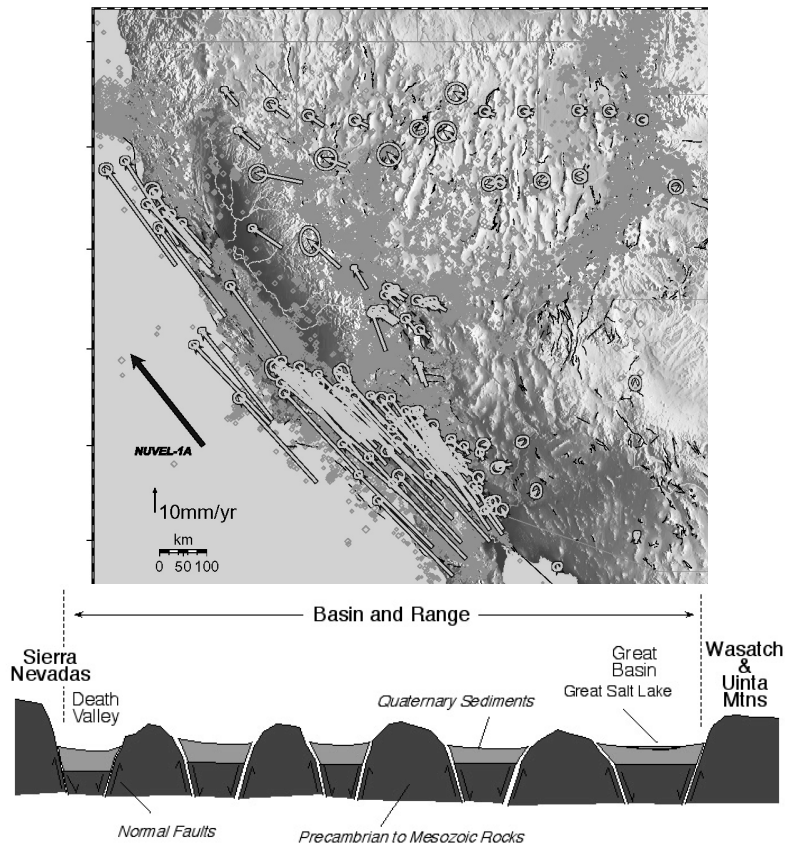 NUVEL-1A
10mm/yr
km
0 50 100
Basin and Range
Sierra
Nevadas
Death
Valley
Quaternary Sediments
Great
Basin
Great Salt Lake
Wasatch
&
Uinta
Mtns
Normal Faults
Precambrian to Mesozoic Rocks